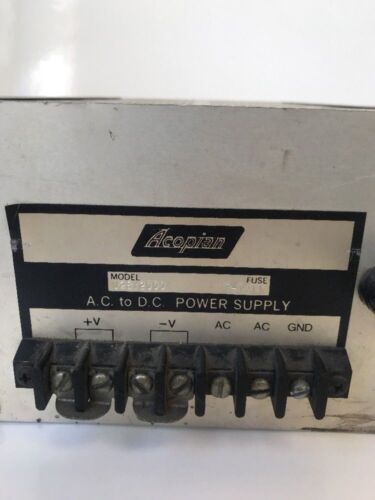 Acopian
MODEL FUSE
A.C. to D.C. POWER SUPPLY
+V -V AC AC GND